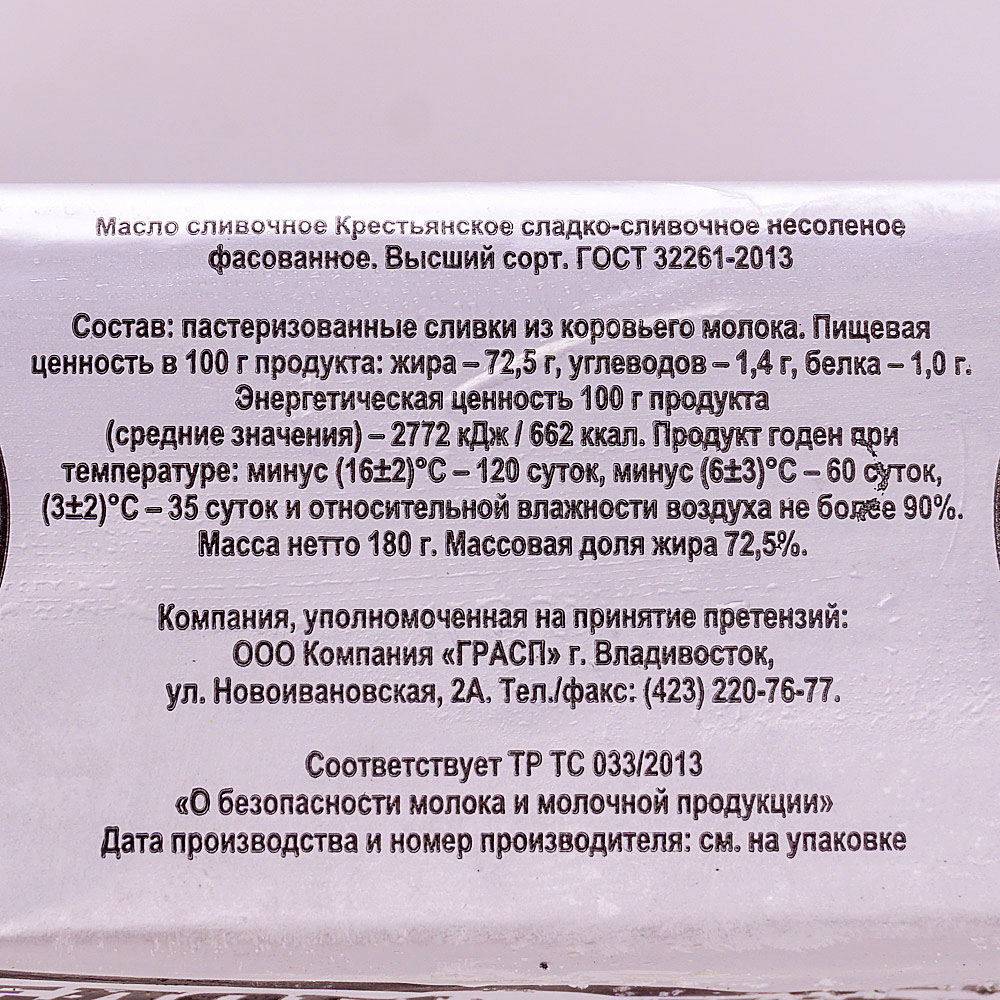 Масло сливочное Крестьянское сладко-сливочное несоленое
фасованное. Высший сорт. ГОСТ 32261-2013
Состав: пастеризованные сливки из коровьего молока. Пищевая
ценность в 100 г продукта: жира – 72,5 г, углеводов – 1,4 г, белка – 1,0 г.
Энергетическая ценность 100 г продукта
(средние значения) – 2772 кДж / 662 ккал. Продукт годен при
температуре: минус (16±2)°С – 120 суток, минус (6±3)°С – 60 суток,
(3±2)°С – 35 суток и относительной влажности воздуха не более 90%.
Масса нетто 180 г. Массовая доля жира 72,5%.
Компания, уполномоченная на принятие претензий:
ООО Компания «ГРАСП» г. Владивосток,
ул. Новоивановская, 2А. Тел./факс: (423) 220-76-77.
Соответствует ТР ТС 033/2013
«О безопасности молока и молочной продукции»
Дата производства и номер производителя: см. на упаковке